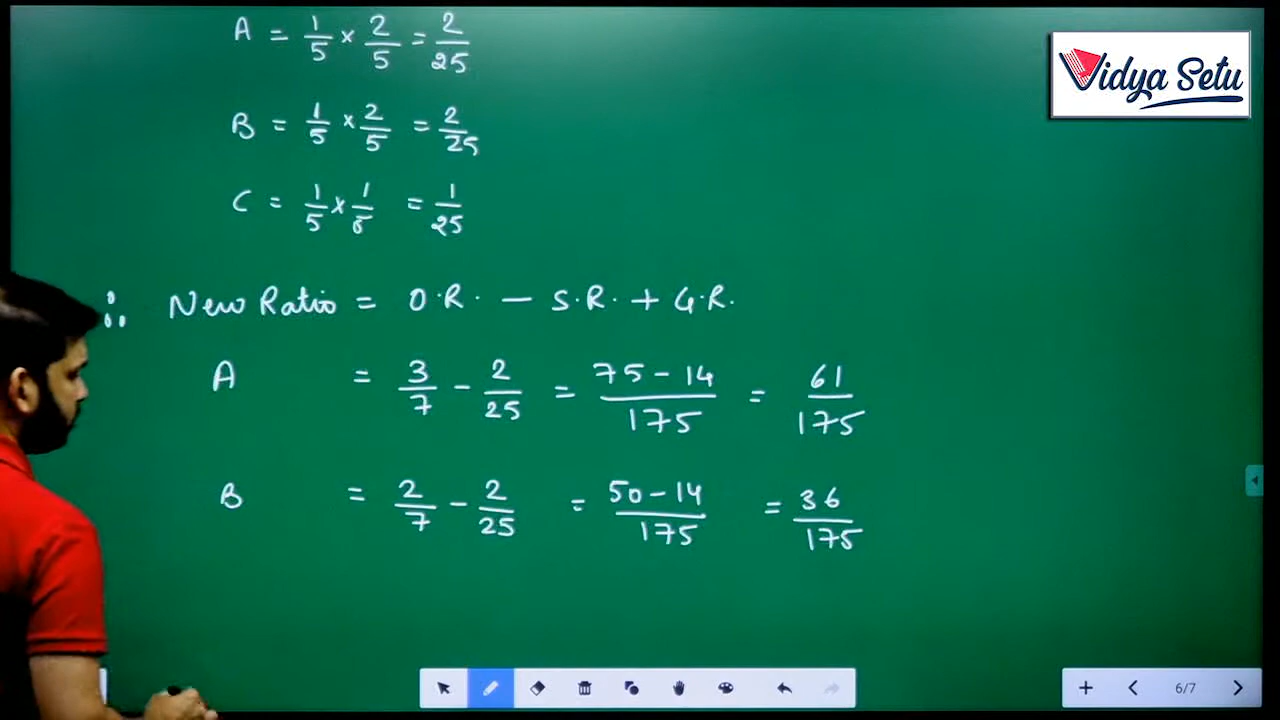 A = 1/5 × 2/5 = 2/25
Vidya Setu
B = 1/5 × 2/5 = 2/25
C = 1/5 × 1/5 = 1/25
∴ New Ratio = O.R. – S.R. + G.R.
A = 3/7 – 2/25 = 75 – 14/175 = 61/175
B = 2/7 – 2/25 = 50 – 14/175 = 36/175
6/7